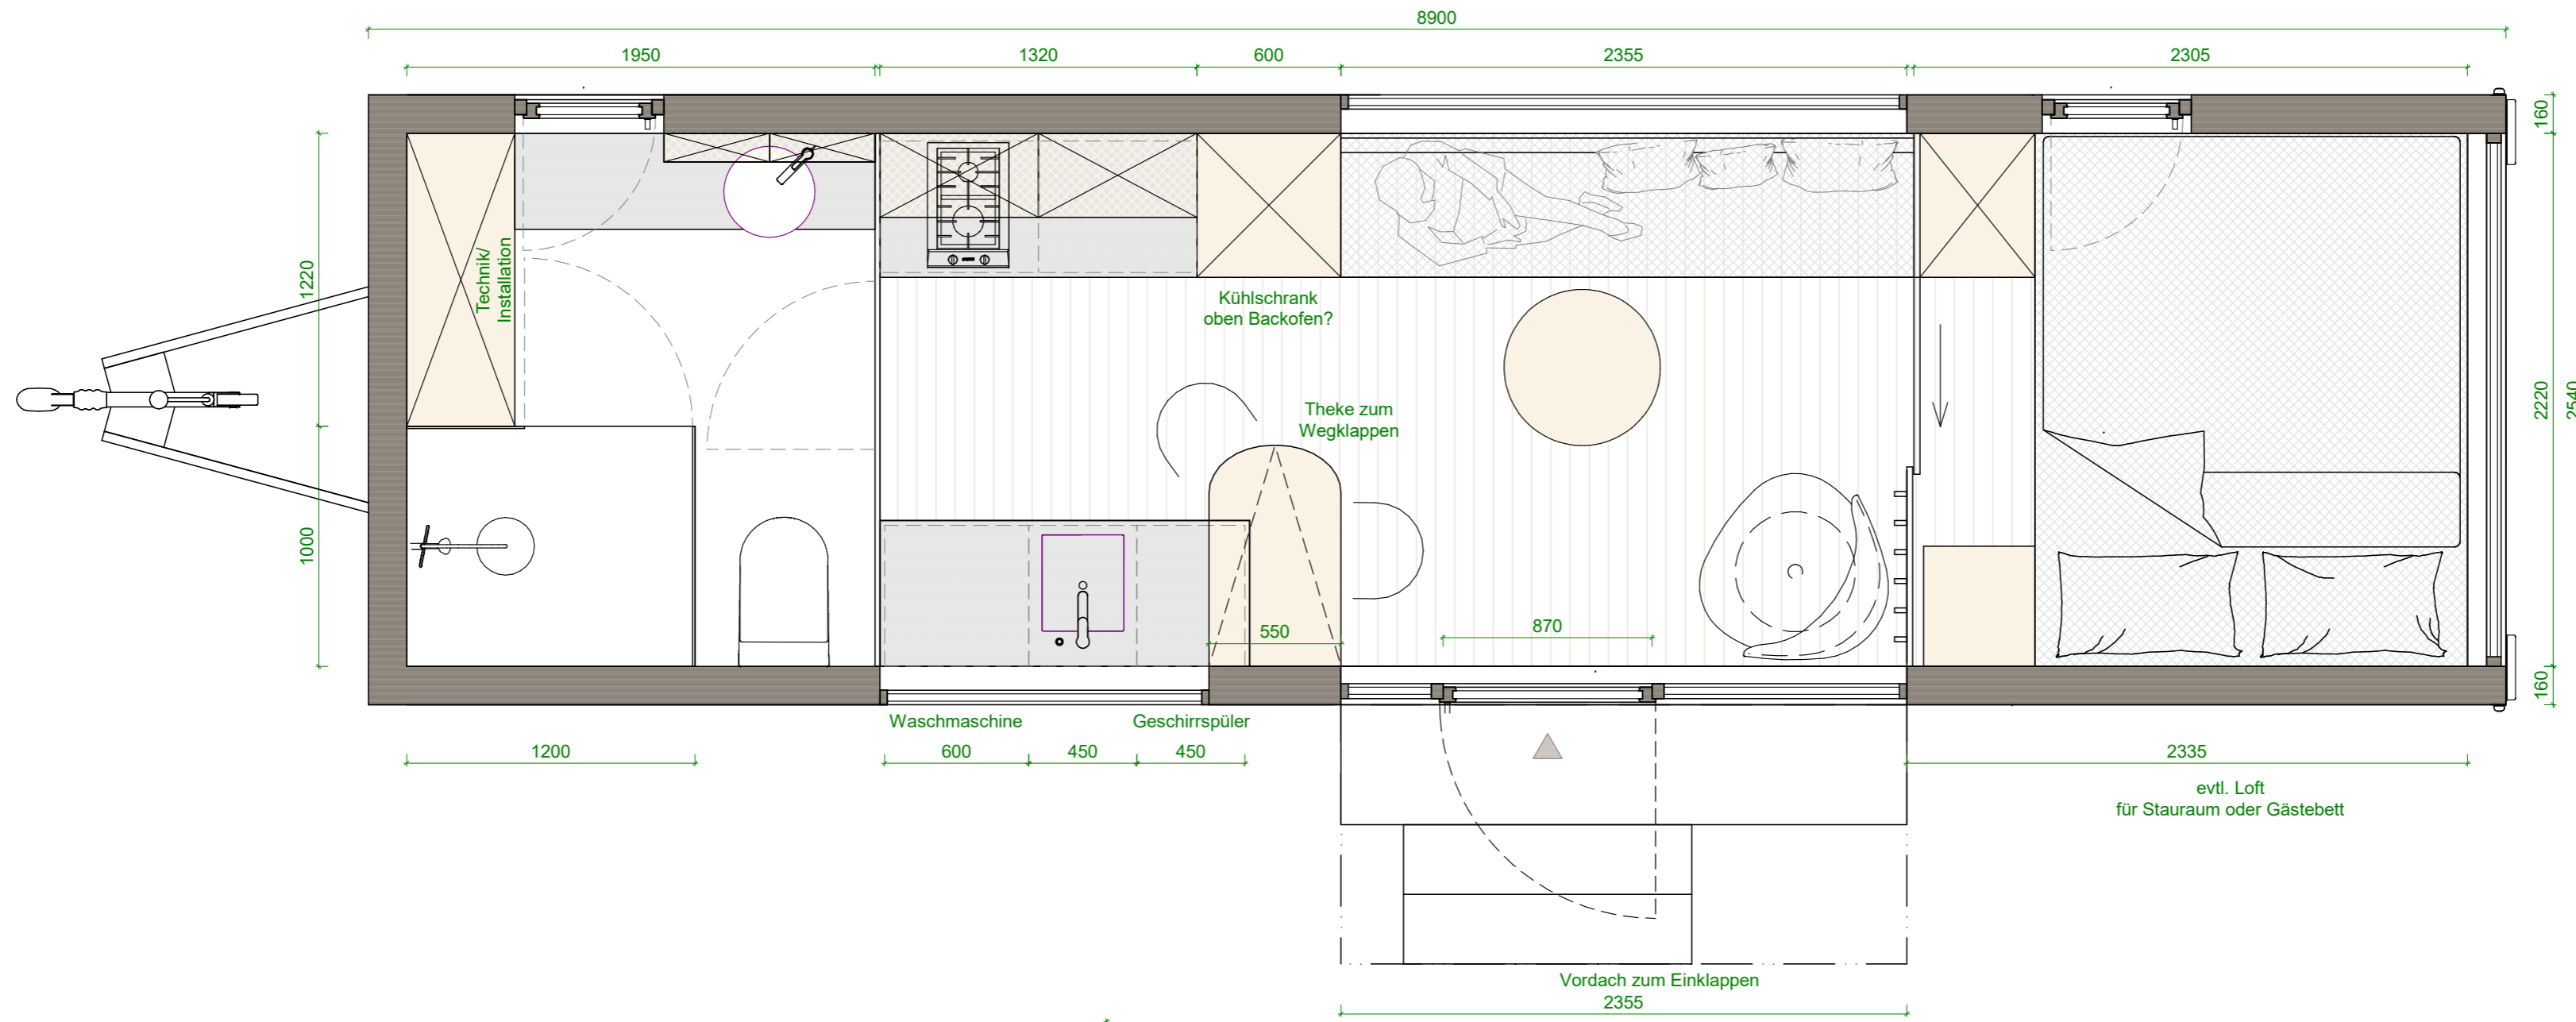 8900
1950
1320
600
2355
2305
160
1220
Technik/
Installation
Kühlschrank
oben Backofen?
Theke zum
Wegklappen
2220
2540
1000
550
870
160
Waschmaschine
Geschirrspüler
1200
600
450
450
2335
evtl. Loft
für Stauraum oder Gästebett
Vordach zum Einklappen
2355